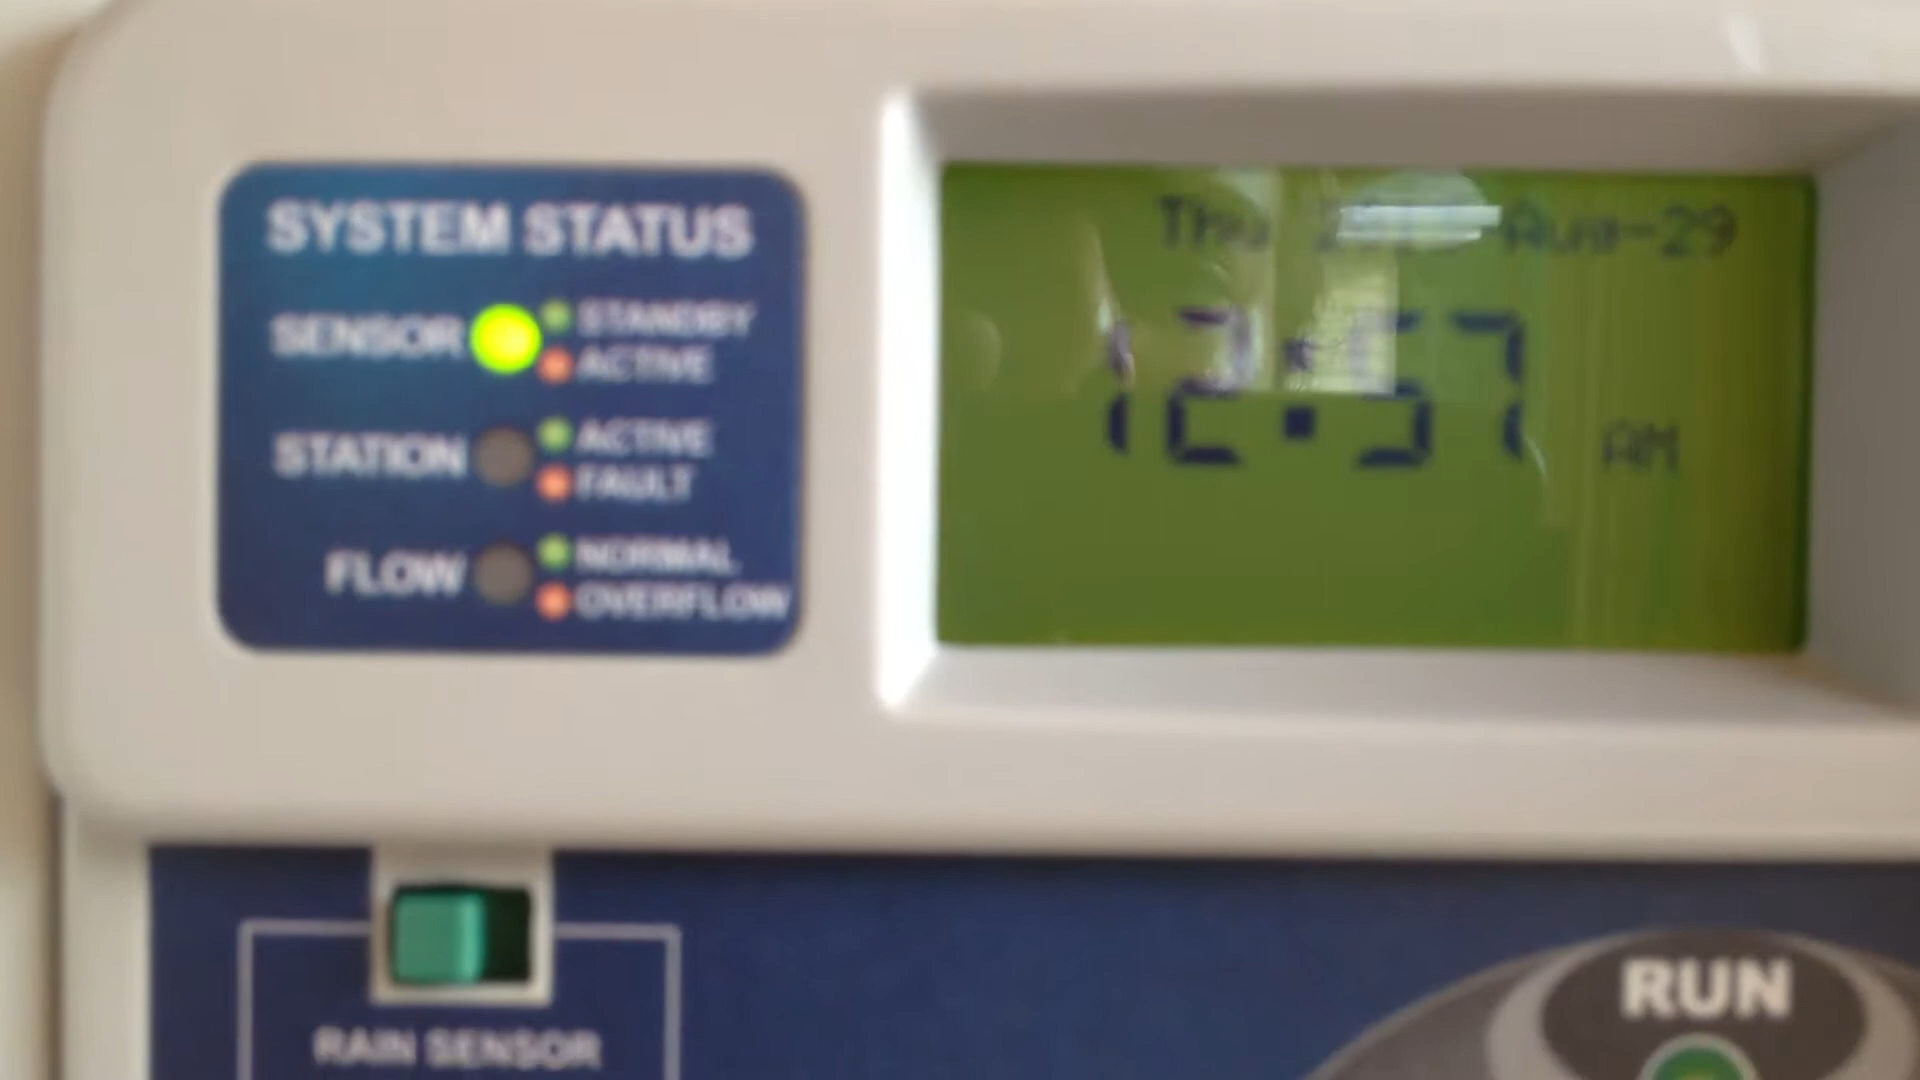 SYSTEM STATUS
SENSOR
STANDBY
ACTIVE
STATION
ACTIVE
FAULT
FLOW
NORMAL
OVERFLOW
Thu Aug-29
12:57 AM
RAIN SENSOR
RUN